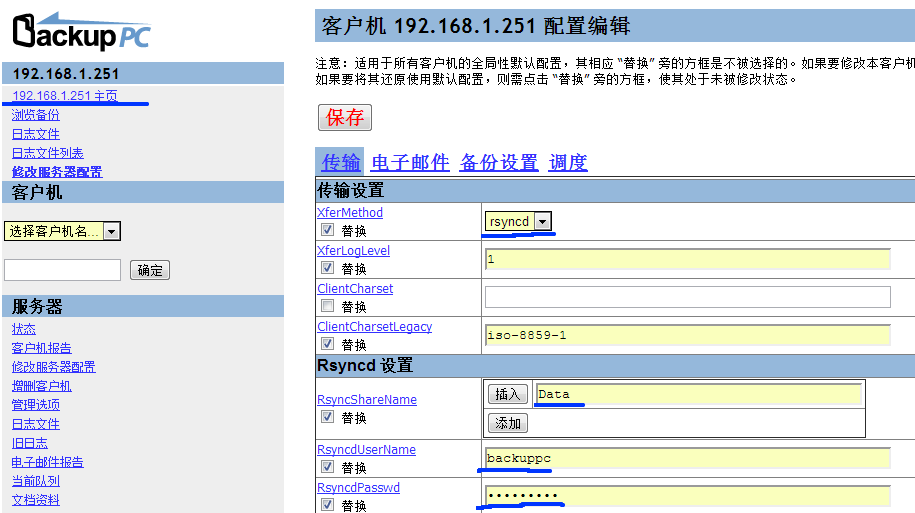 BackupPC
192.168.1.251
192.168.1.251 主页
浏览备份
日志文件
日志文件列表
修改服务器配置
客户机
选择客户机名...
确定
服务器
状态
客户机报告
修改服务器配置
增删客户机
管理选项
日志文件
旧日志
电子邮件报告
当前队列
文档资料
客户机 192.168.1.251 配置编辑
注意：适用于所有客户机的全局性默认配置，其相应 “替换” 旁的方框是不被选择的。如果要修改本客户机
如果要将其还原使用默认配置，则需点击 “替换” 旁的方框，使其处于未被修改状态。
保存
传输 电子邮件 备份设置 调度
传输设置
XferMethod
替换
rsyncd
XferLogLevel
替换
1
ClientCharset
替换
ClientCharsetLegacy
替换
iso-8859-1
Rsyncd 设置
RsyncShareName
替换
插入
Data
添加
RsyncdUserName
替换
backuppc
RsyncdPasswd
替换
•••••••••